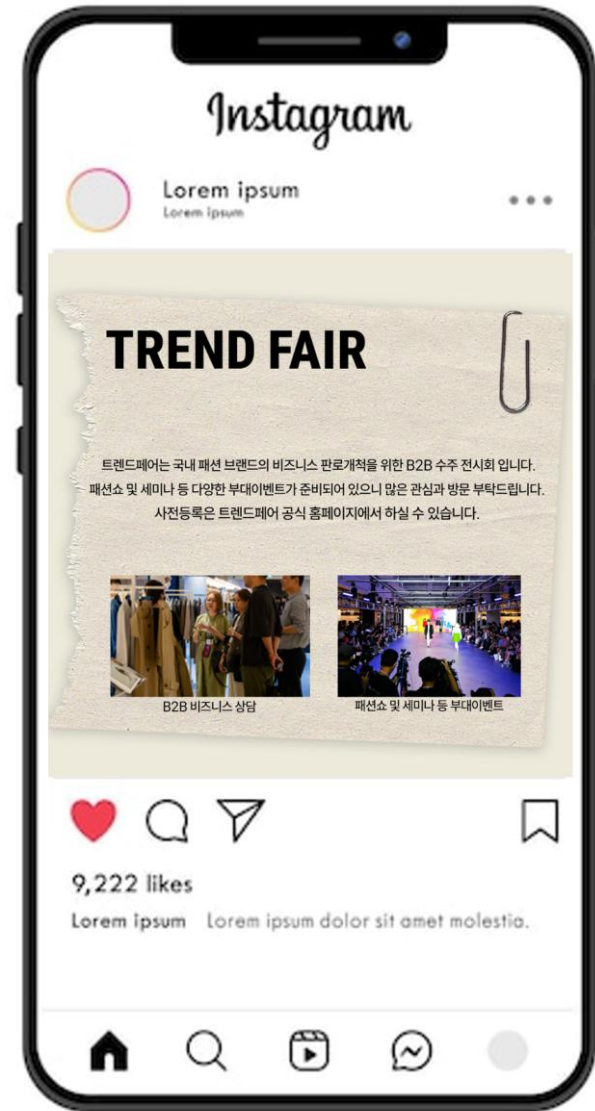 Instagram
Lorem ipsum
Lorem ipsum
TREND FAIR
트렌드페어는 국내 패션 브랜드의 비즈니스 판로개척을 위한 B2B 수주 전시회 입니다.
패션쇼 및 세미나 등 다양한 부대이벤트가 준비되어 있으니 많은 관심과 방문 부탁드립니다.
사전등록은 트렌드페어 공식 홈페이지에서 하실 수 있습니다.
B2B 비즈니스 상담
패션쇼 및 세미나 등 부대이벤트
9,222 likes
Lorem ipsum Lorem ipsum dolor sit amet molestia.